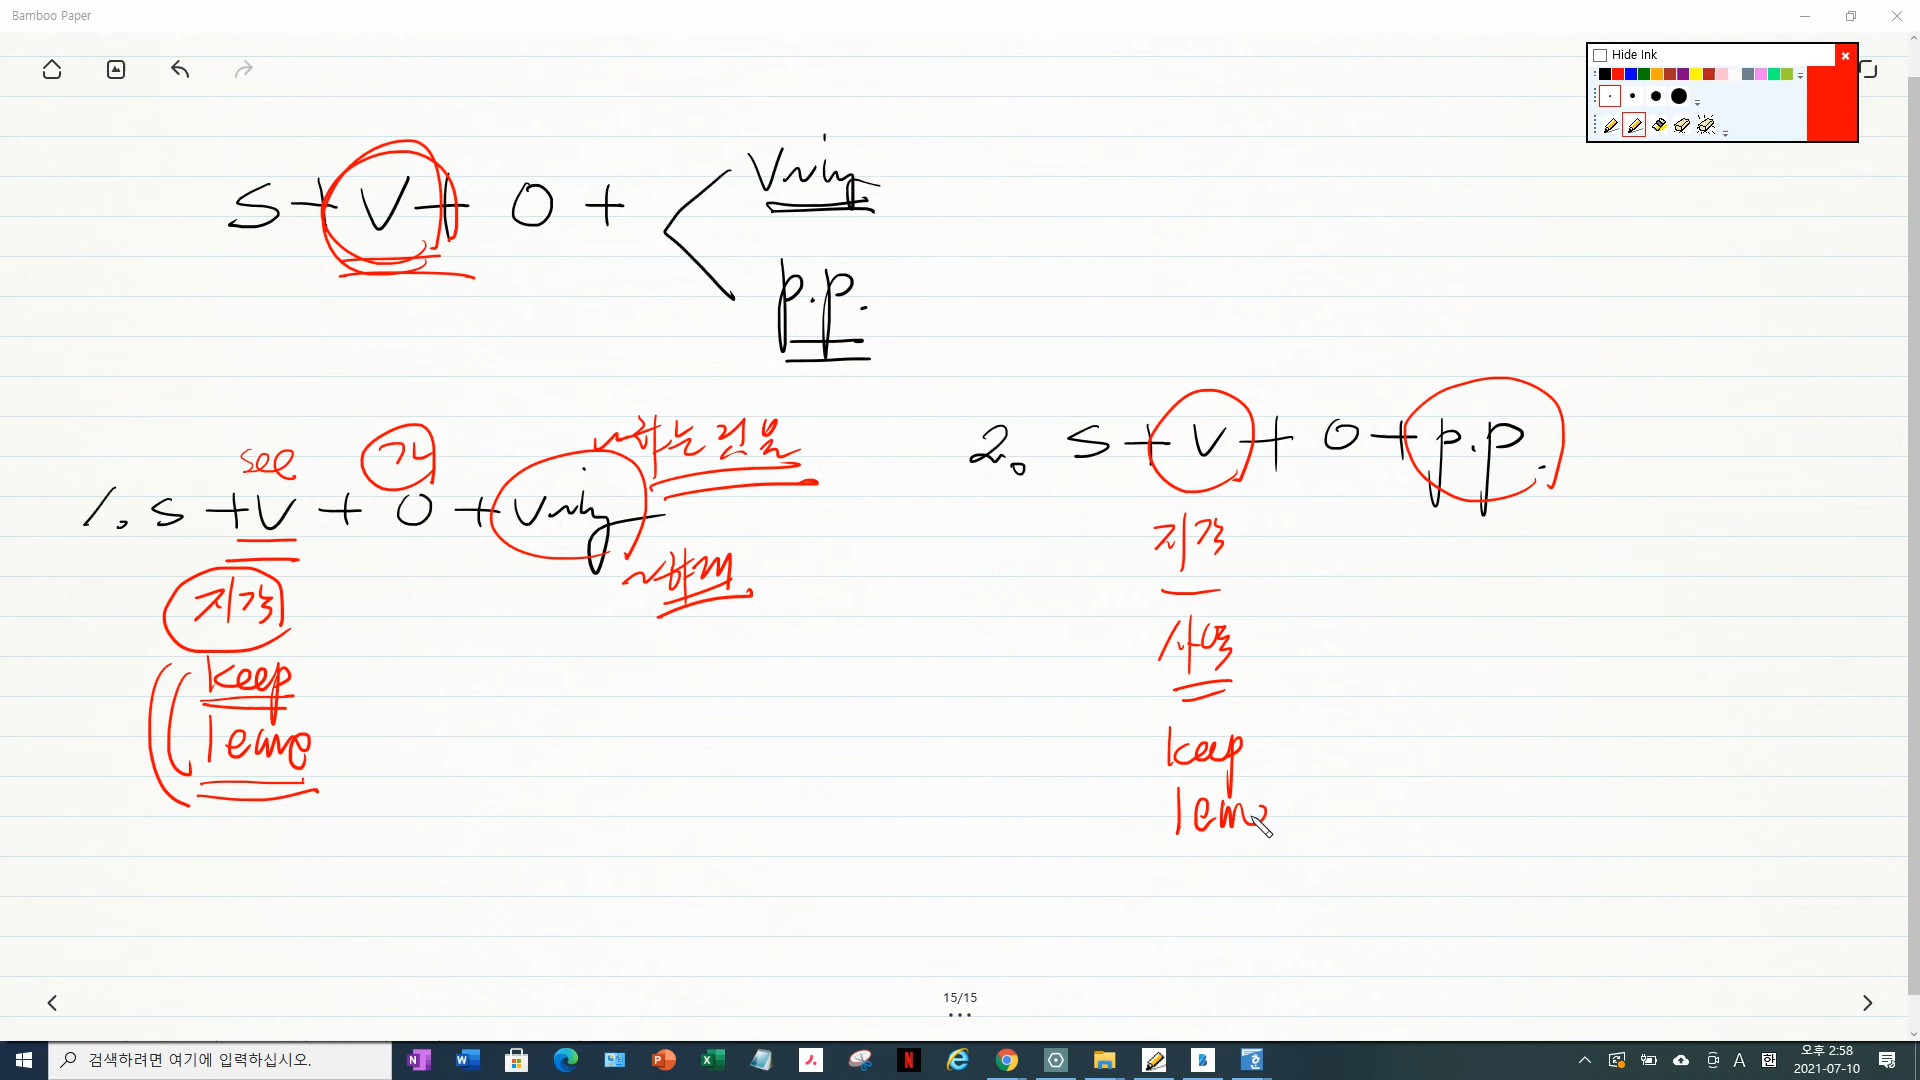 Bamboo Paper
Hide Ink
S + V + O +
Ving
p.p.
~하는 것을
see
1. S + V + O + Ving
~하며
지각
keep
leave
2. S + V + O + p.p.
지각
사역
keep
leave
15/15
검색하려면 여기에 입력하십시오.
A
오후 2:58
2021-07-10